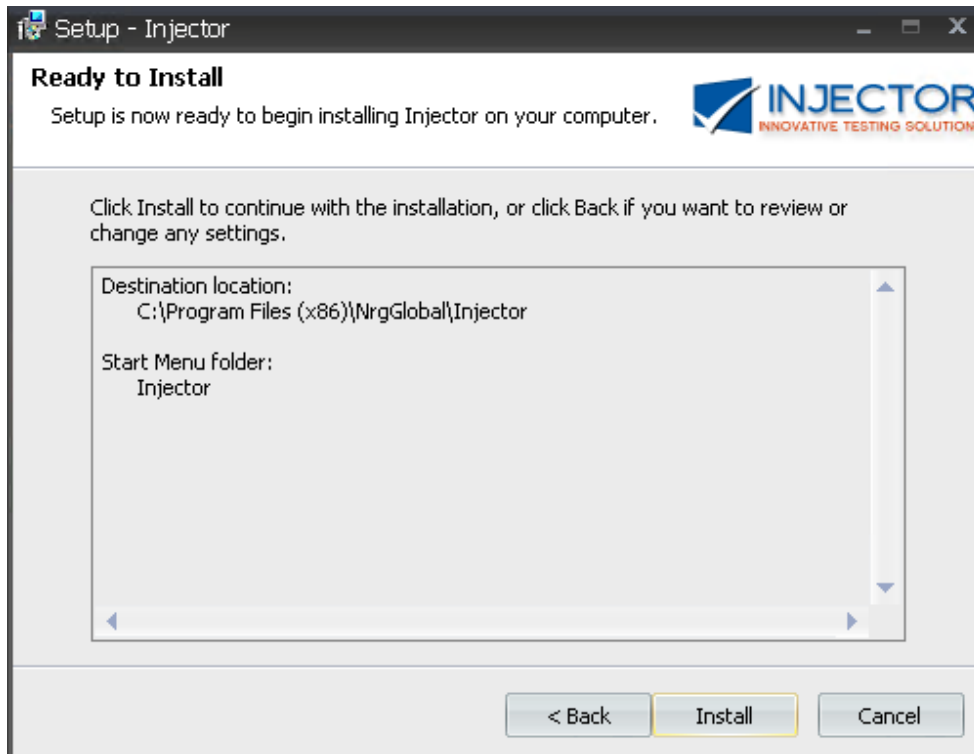 Setup - Injector
Ready to Install
Setup is now ready to begin installing Injector on your computer.
INJECTOR
INNOVATIVE TESTING SOLUTION
Click Install to continue with the installation, or click Back if you want to review or
change any settings.
Destination location:
C:\Program Files (x86)\NrgGlobal\Injector
Start Menu folder:
Injector
< Back
Install
Cancel